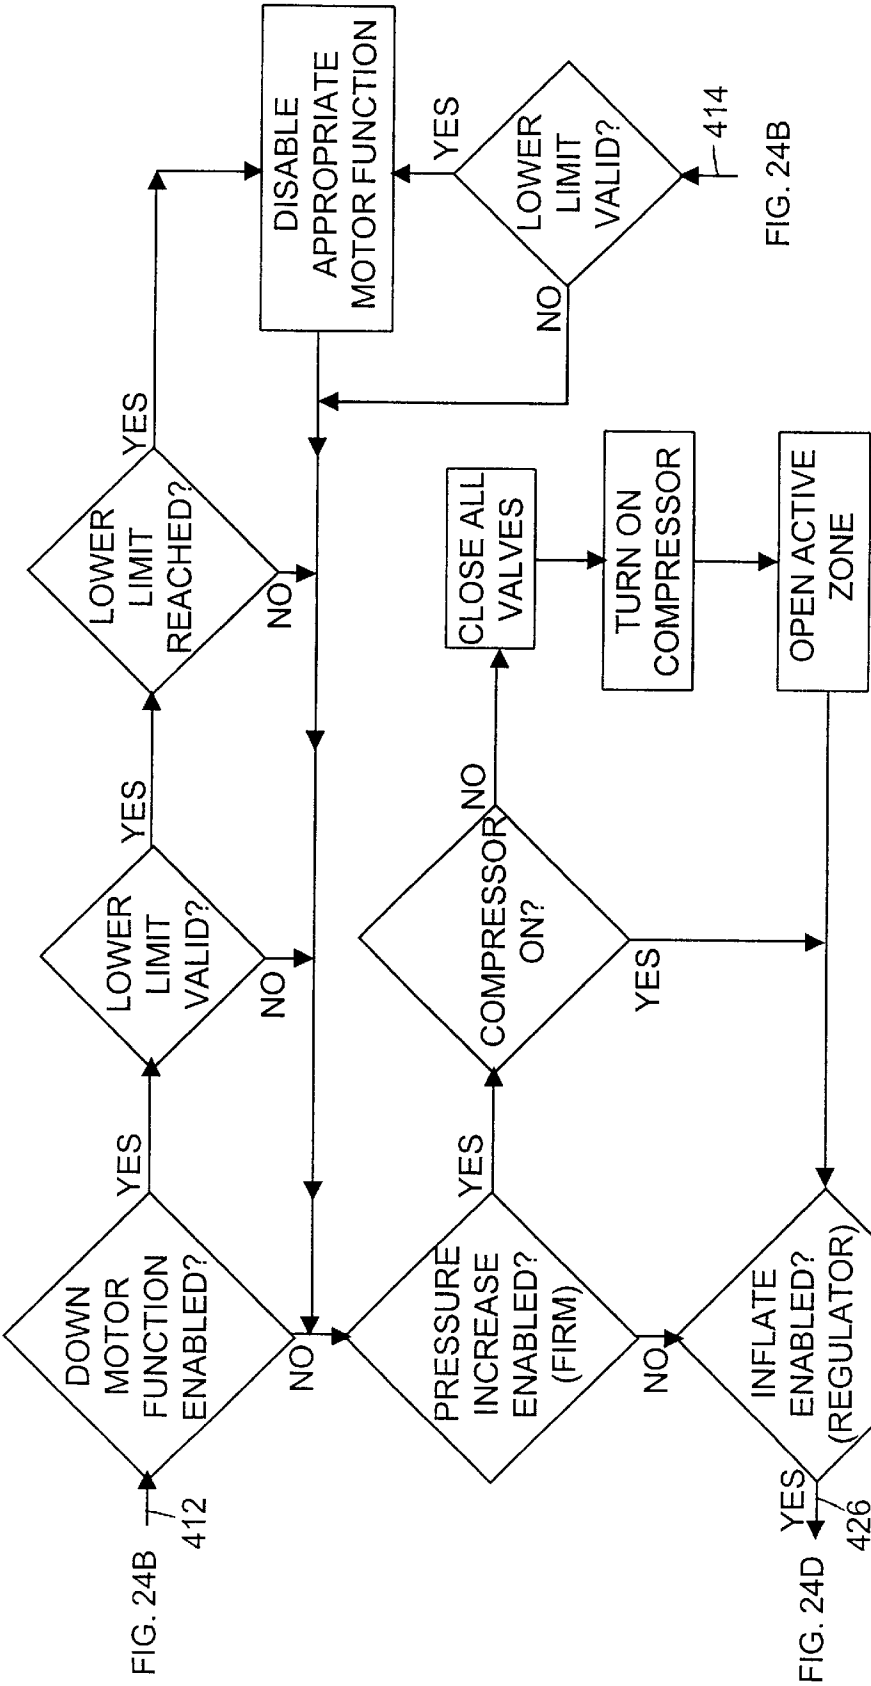 FIG. 24B
412
DOWN
MOTOR
FUNCTION
ENABLED?
YES
NO
LOWER
LIMIT
VALID?
YES
NO
LOWER
LIMIT
REACHED?
YES
NO
DISABLE
APPROPRIATE
MOTOR FUNCTION
YES
LOWER
LIMIT
VALID?
NO
414
FIG. 24B
PRESSURE
INCREASE
ENABLED?
(FIRM)
YES
NO
COMPRESSOR
ON?
NO
YES
CLOSE ALL
VALVES
TURN ON
COMPRESSOR
OPEN ACTIVE
ZONE
INFLATE
ENABLED?
(REGULATOR)
YES
426
FIG. 24D